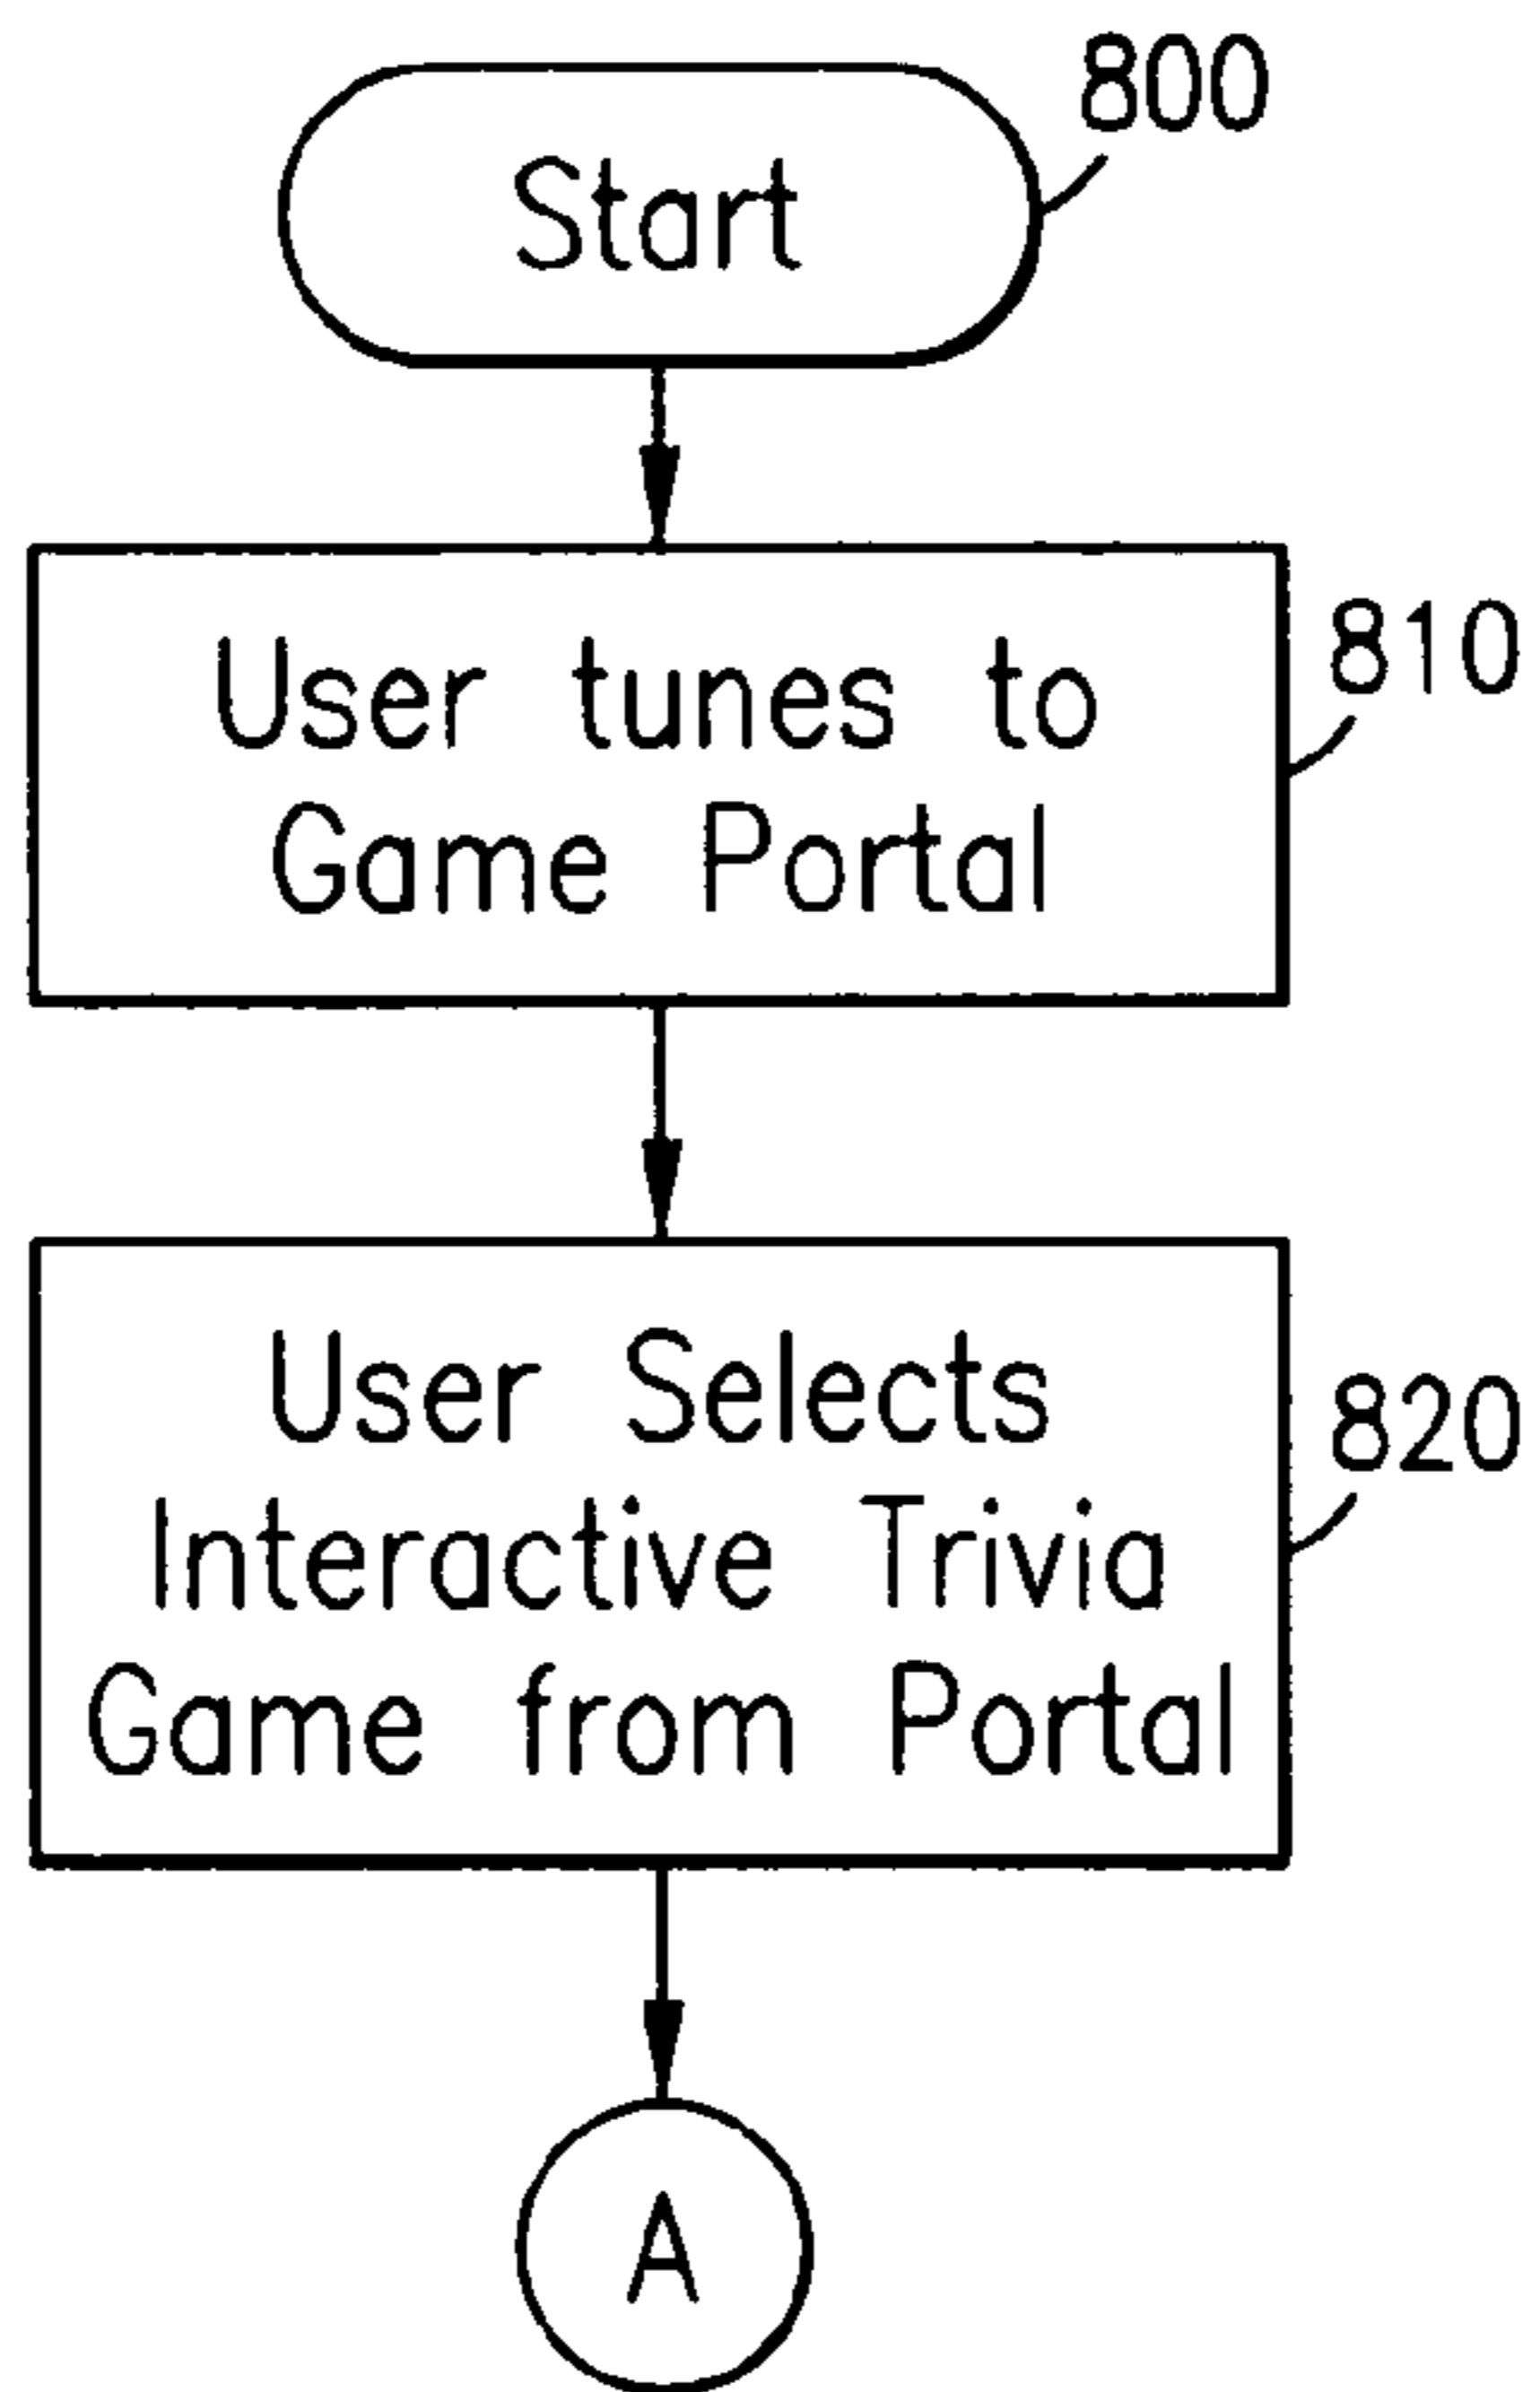 800
Start
810
User tunes to
Game Portal
820
User Selects
Interactive Trivia
Game from Portal
A